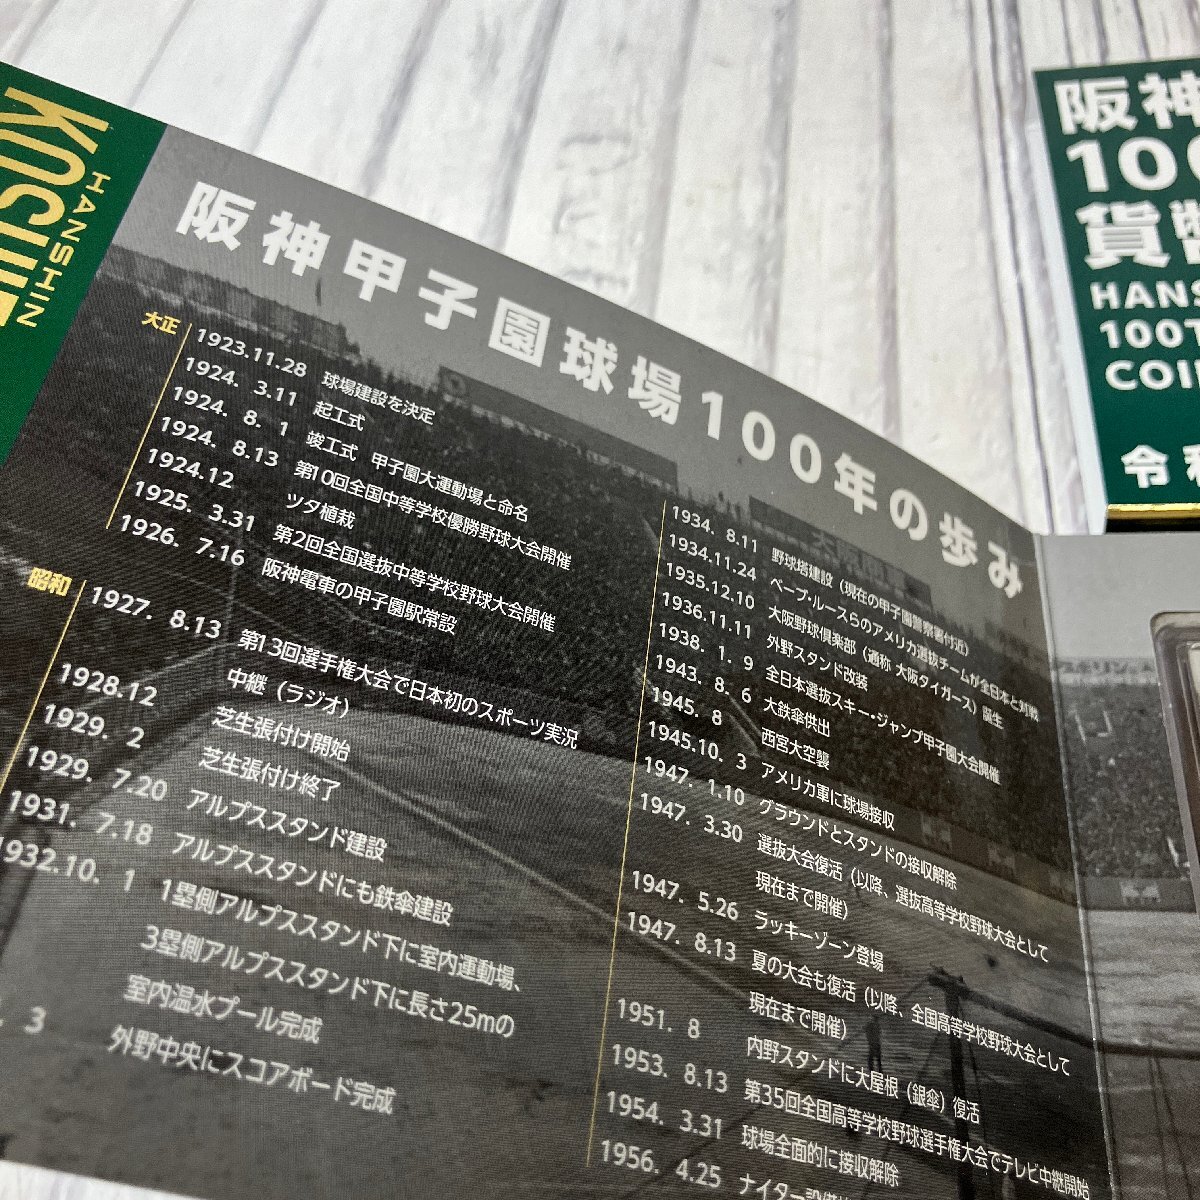 HANSHIN
阪神甲子園球場100年の歩み
大正
1923.11.28 球場建設を決定
1924. 3.11 起工式
1924. 8. 1 竣工式 甲子園大運動場と命名
1924. 8.13 第10回全国中等学校優勝野球大会開催
1924.12 ツタ植栽
1925. 3.31 第2回全国選抜中等学校野球大会開催
1926. 7.16 阪神電車の甲子園駅常設
昭和
1927. 8.13 第13回選手権大会で日本初のスポーツ実況
中継（ラジオ）
1928.12 芝生張付け開始
1929. 2 芝生張付け終了
1929. 7.20 アルプススタンド建設
1931. 7.18 アルプススタンドにも鉄傘建設
1932.10. 1 1塁側アルプススタンド下に室内運動場、
3塁側アルプススタンド下に長さ25mの
室内温水プール完成
. 3 外野中央にスコアボード完成
1934. 8.11 野球塔建設（現在の甲子園警察署付近）
1934.11.24 ベーブ・ルースらのアメリカ選抜チームが全日本と対戦
1935.12.10 大阪野球倶楽部（通称 大阪タイガース）誕生
1936.11.11 外野スタンド改装
1938. 1. 9 全日本選抜スキー・ジャンプ甲子園大会開催
1943. 8. 6 大鉄傘供出
1945. 8 西宮大空襲
1945.10. 3 アメリカ軍に球場接収
1947. 1.10 グラウンドとスタンドの接収解除
1947. 3.30 選抜大会復活（以降、選抜高等学校野球大会として
現在まで開催）
1947. 5.26 ラッキーゾーン登場
1947. 8.13 夏の大会も復活（以降、全国高等学校野球大会として
現在まで開催）
1951. 8 内野スタンドに大屋根（銀傘）復活
1953. 8.13 第35回全国高等学校野球選手権大会でテレビ中継開始
1954. 3.31 球場全面的に接収解除
1956. 4.25 ナイター設備
阪神
100
貨
HANS
100T
COI
令和